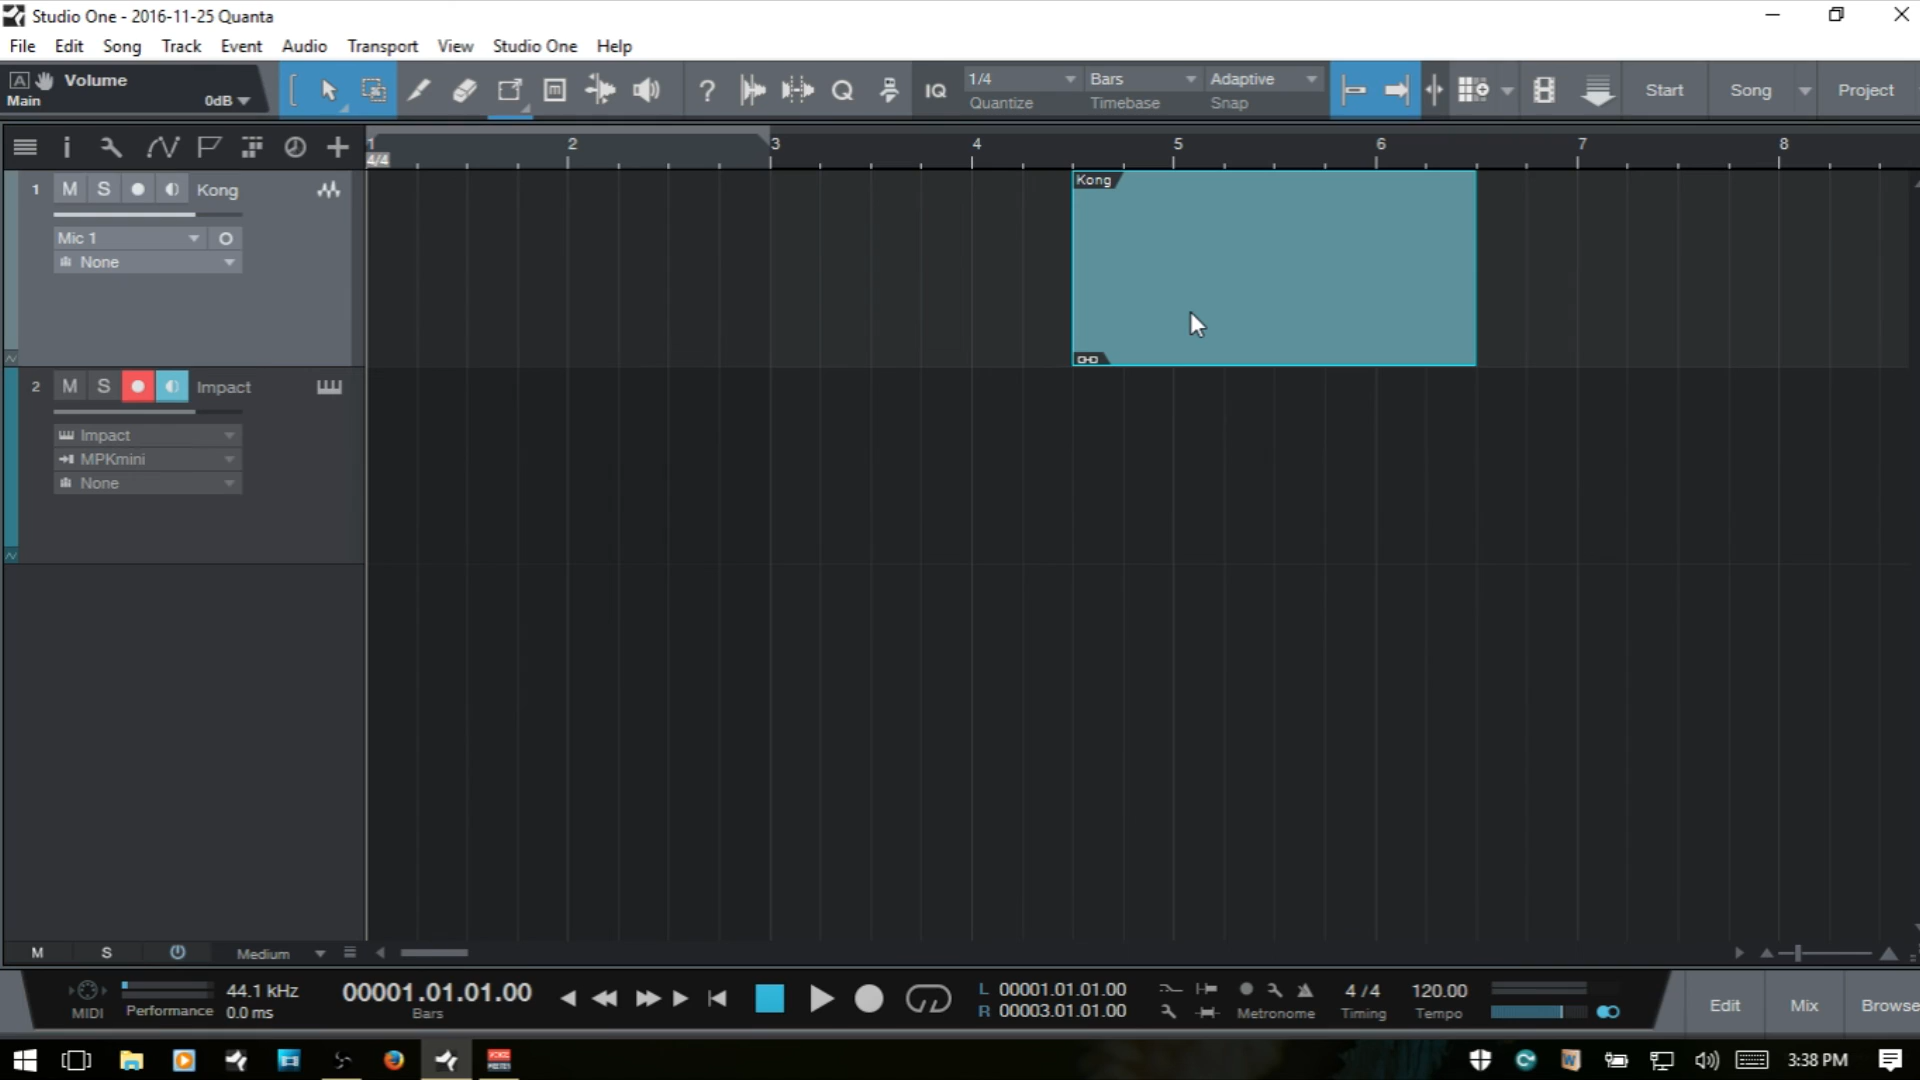 Studio One - 2016-11-25 Quanta
File Edit Song Track Event Audio Transport View Studio One Help
A Volume
Main 0dB
? Q IQ
1/4 Bars Adaptive
Quantize Timebase Snap
Start Song Project
1 2 3 4 5 6 7 8
4/4
1 M S Kong
Mic 1
None
Kong
2 M S Impact
Impact
MPKmini
None
M S Medium
MIDI
Performance
44.1 kHz
0.0 ms
00001.01.01.00
Bars
L 00001.01.01.00
R 00003.01.01.00
Metronome
4 / 4
Timing
120.00
Tempo
Edit Mix Browse
3:38 PM